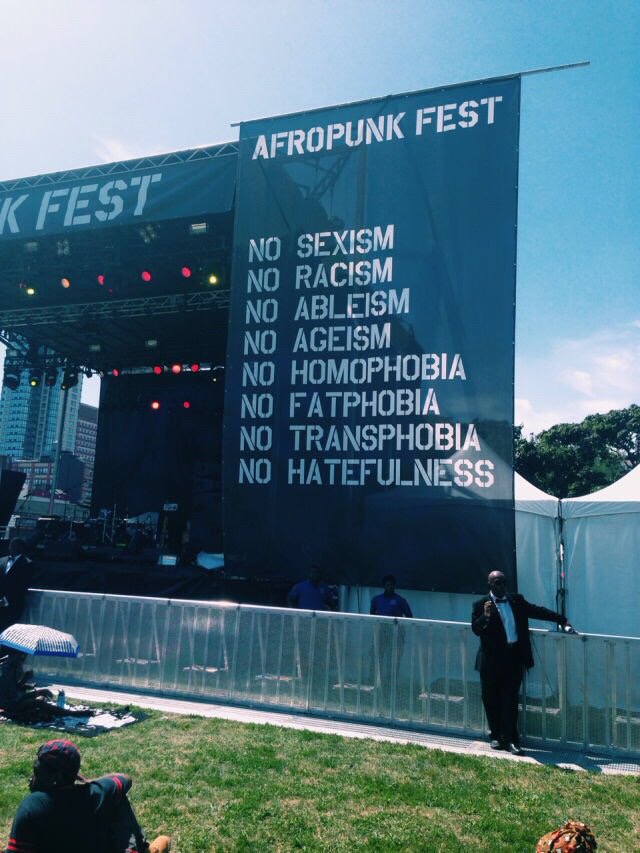 K FEST
AFROPUNK FEST
NO SEXISM
NO RACISM
NO ABLEISM
NO AGEISM
NO HOMOPHOBIA
NO FATPHOBIA
NO TRANSPHOBIA
NO HATEFULNESS